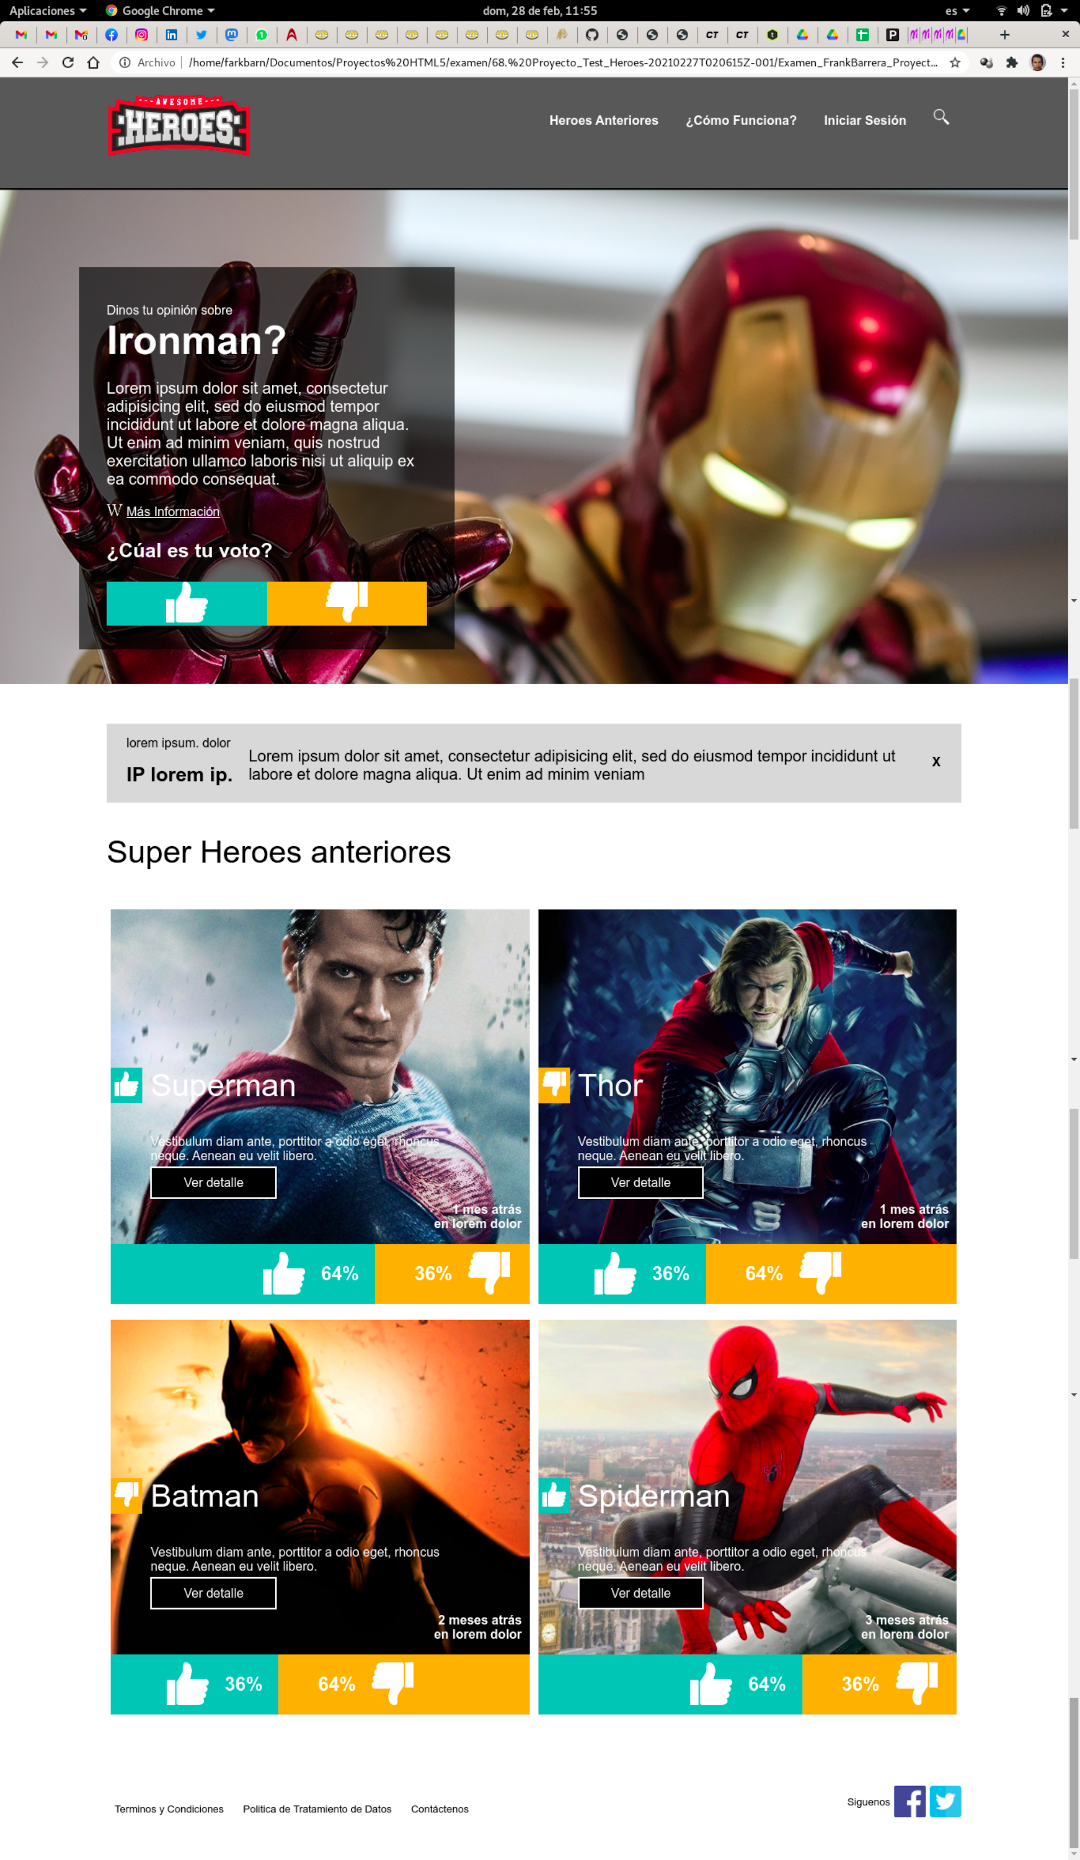 Aplicaciones
Google Chrome
dom, 28 de feb, 11:55
es
CT
CT
Archivo | /home/farkbarn/Documentos/Proyectos%20HTML5/examen/68.%20Proyecto_Test_Heroes-20210227T020615Z-001/Examen_FrankBarrera_Proyect...
AWESOME
HEROES
Heroes Anteriores
¿Cómo Funciona?
Iniciar Sesión
Dinos tu opinión sobre
Ironman?
Lorem ipsum dolor sit amet, consectetur
adipisicing elit, sed do eiusmod tempor
incididunt ut labore et dolore magna aliqua.
Ut enim ad minim veniam, quis nostrud
exercitation ullamco laboris nisi ut aliquip ex
ea commodo consequat.
W Más Información
¿Cúal es tu voto?
lorem ipsum. dolor
IP lorem ip.
Lorem ipsum dolor sit amet, consectetur adipisicing elit, sed do eiusmod tempor incididunt ut
labore et dolore magna aliqua. Ut enim ad minim veniam
X
Super Heroes anteriores
Superman
Vestibulum diam ante, porttitor a odio eget, rhoncus
neque. Aenean eu velit libero.
Ver detalle
1 mes atrás
en lorem dolor
64%
36%
Thor
Vestibulum diam ante, porttitor a odio eget, rhoncus
neque. Aenean eu velit libero.
Ver detalle
1 mes atrás
en lorem dolor
36%
64%
Batman
Vestibulum diam ante, porttitor a odio eget, rhoncus
neque. Aenean eu velit libero.
Ver detalle
2 meses atrás
en lorem dolor
36%
64%
Spiderman
Vestibulum diam ante, porttitor a odio eget, rhoncus
neque. Aenean eu velit libero.
Ver detalle
3 meses atrás
en lorem dolor
64%
36%
Terminos y Condiciones
Politica de Tratamiento de Datos
Contáctenos
Siguenos